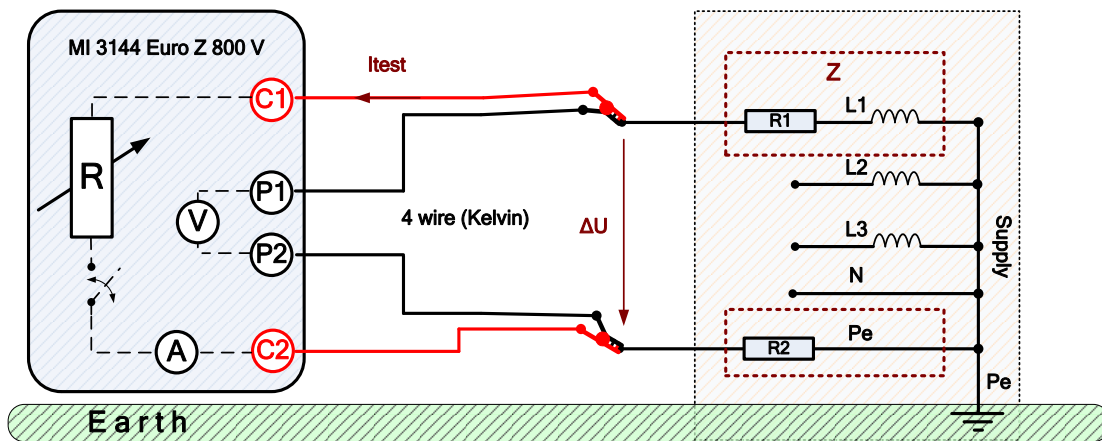 MI 3144 Euro Z 800 V
C1
Itest
Z
R1
L1
R
P1
L2
V
4 wire (Kelvin)
ΔU
P2
L3
N
Supply
A
C2
R2
Pe
Pe
Earth